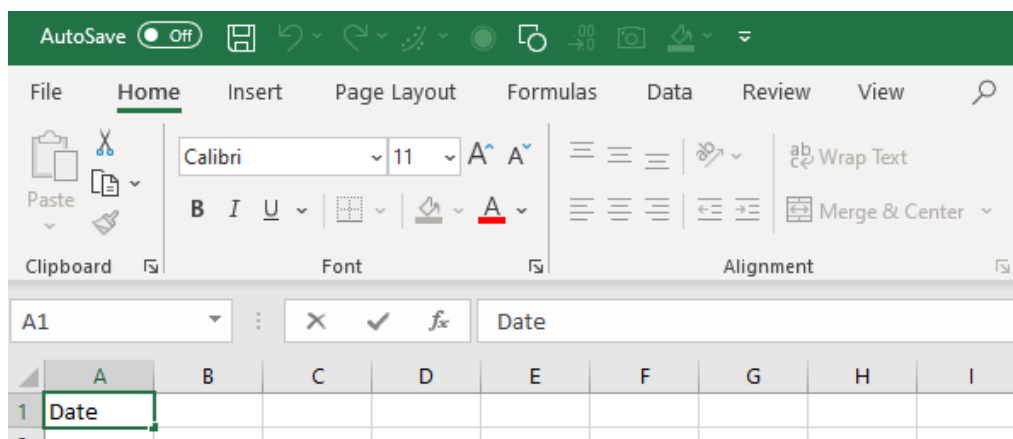 AutoSave Off
File Home Insert Page Layout Formulas Data Review View
Calibri 11 A A
ab Wrap Text
Paste
B I U A Merge & Center
Clipboard Font Alignment
A1 fx Date
A B C D E F G H I
1 Date